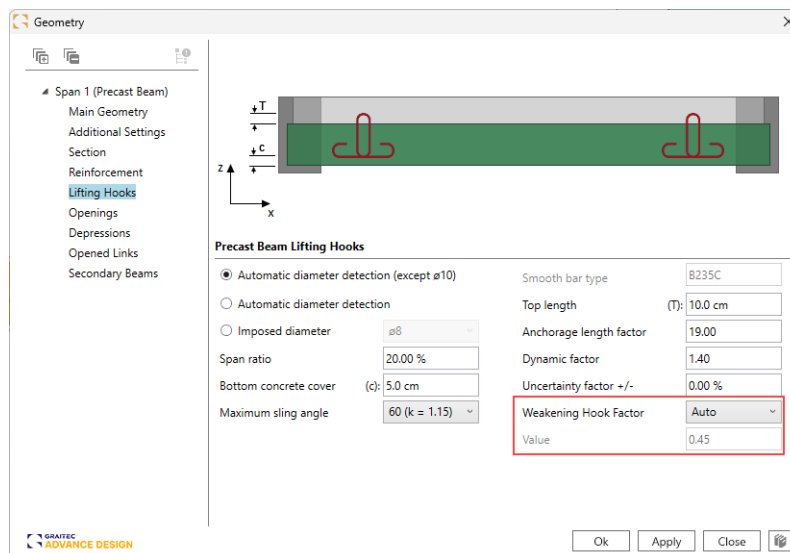 Geometry
Span 1 (Precast Beam)
Main Geometry
Additional Settings
Section
Reinforcement
Lifting Hooks
Openings
Depressions
Opened Links
Secondary Beams
T
c
z
x
Precast Beam Lifting Hooks
Automatic diameter detection (except ø10)
Automatic diameter detection
Imposed diameter ø8
Span ratio 20.00 %
Bottom concrete cover (c): 5.0 cm
Maximum sling angle 60 (k = 1.15)
Smooth bar type B235C
Top length (T): 10.0 cm
Anchorage length factor 19.00
Dynamic factor 1.40
Uncertainty factor +/- 0.00 %
Weakening Hook Factor Auto
Value 0.45
GRAITEC
ADVANCE DESIGN
Ok Apply Close